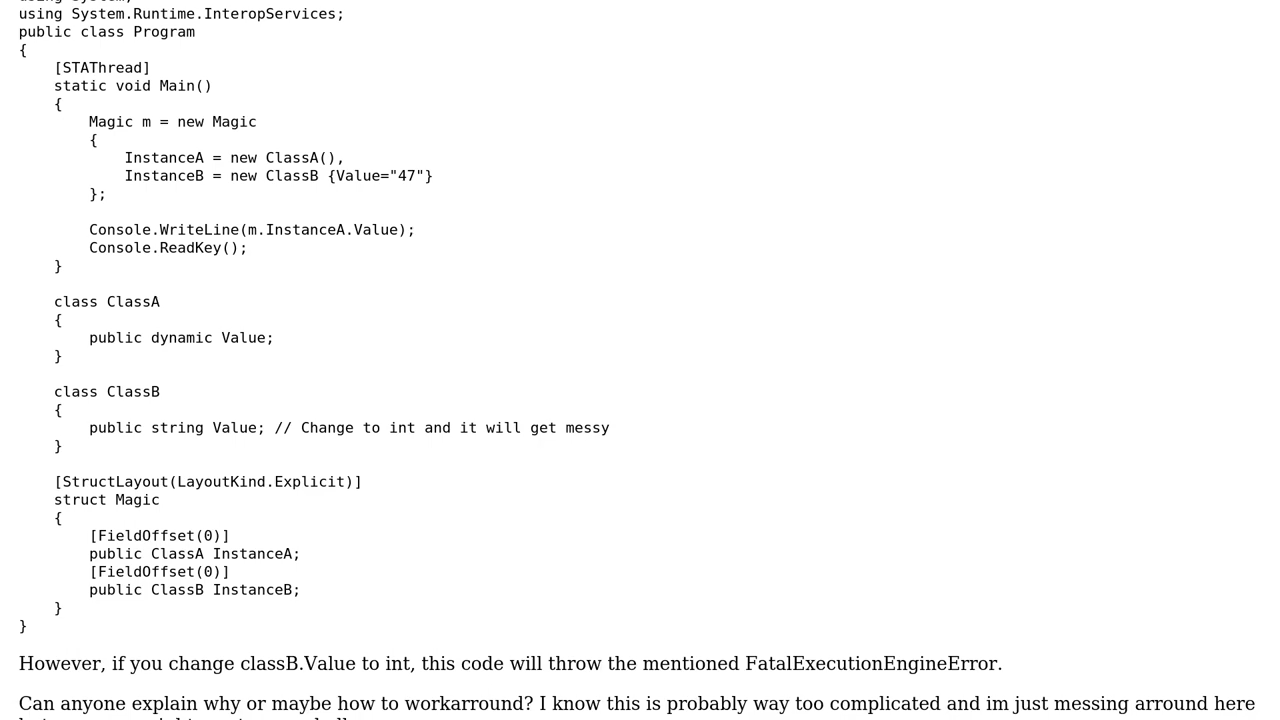 using System;
using System.Runtime.InteropServices;
public class Program
{
    [STAThread]
    static void Main()
    {
        Magic m = new Magic
        {
            InstanceA = new ClassA(),
            InstanceB = new ClassB {Value="47"}
        };

        Console.WriteLine(m.InstanceA.Value);
        Console.ReadKey();
    }

    class ClassA
    {
        public dynamic Value;
    }

    class ClassB
    {
        public string Value; // Change to int and it will get messy
    }

    [StructLayout(LayoutKind.Explicit)]
    struct Magic
    {
        [FieldOffset(0)]
        public ClassA InstanceA;
        [FieldOffset(0)]
        public ClassB InstanceB;
    }
}
However, if you change classB.Value to int, this code will throw the mentioned FatalExecutionEngineError.
Can anyone explain why or maybe how to workarround? I know this is probably way too complicated and im just messing arround here